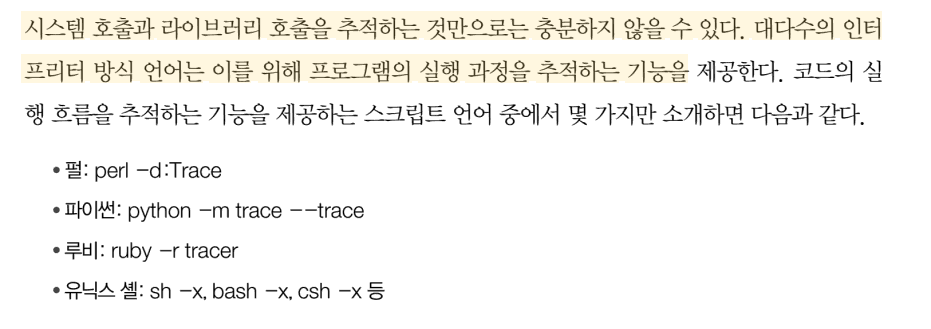 시스템 호출과 라이브러리 호출을 추적하는 것만으로는 충분하지 않을 수 있다. 대다수의 인터
프리터 방식 언어는 이를 위해 프로그램의 실행 과정을 추적하는 기능을 제공한다. 코드의 실
행 흐름을 추적하는 기능을 제공하는 스크립트 언어 중에서 몇 가지만 소개하면 다음과 같다.
• 펄: perl –d:Trace
• 파이썬: python –m trace ––trace
• 루비: ruby –r tracer
• 유닉스 셸: sh –x, bash –x, csh –x 등